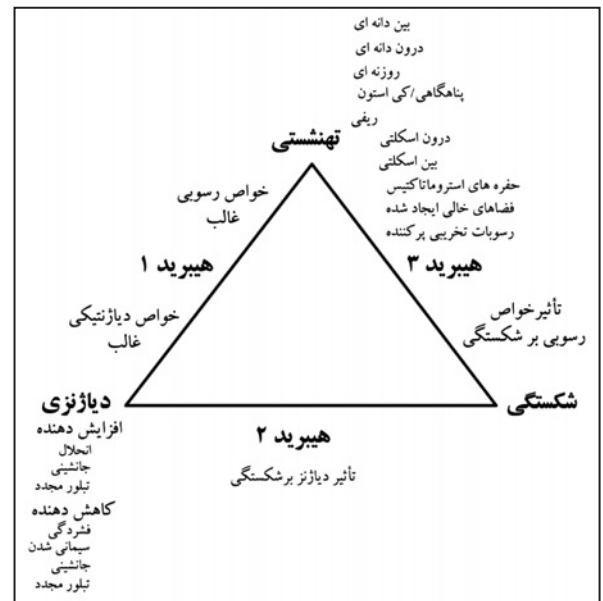 بین دانه ای
درون دانه ای
روزنه ای
پناهگاهی/کی استون
ریفی
تهنشستی
درون اسکلتی
بین اسکلتی
حفره های استروماتاکتیس
فضاهای خالی ایجاد شده
رسوبات تخریبی پرکننده
خواص رسوبی
غالب
هیبرید ۱
خواص دیاژنتیکی
غالب
هیبرید ۳
تأثیرخواص
رسوبی بر شکستگی
شکستگی
دیاژنزی
افزایش دهنده
انحلال
جانشینی
تبلور مجدد
کاهش دهنده
فشردگی
سیمانی شدن
جانشینی
تبلور مجدد
هیبرید ۲
تأثیر دیاژنز برشکستگی